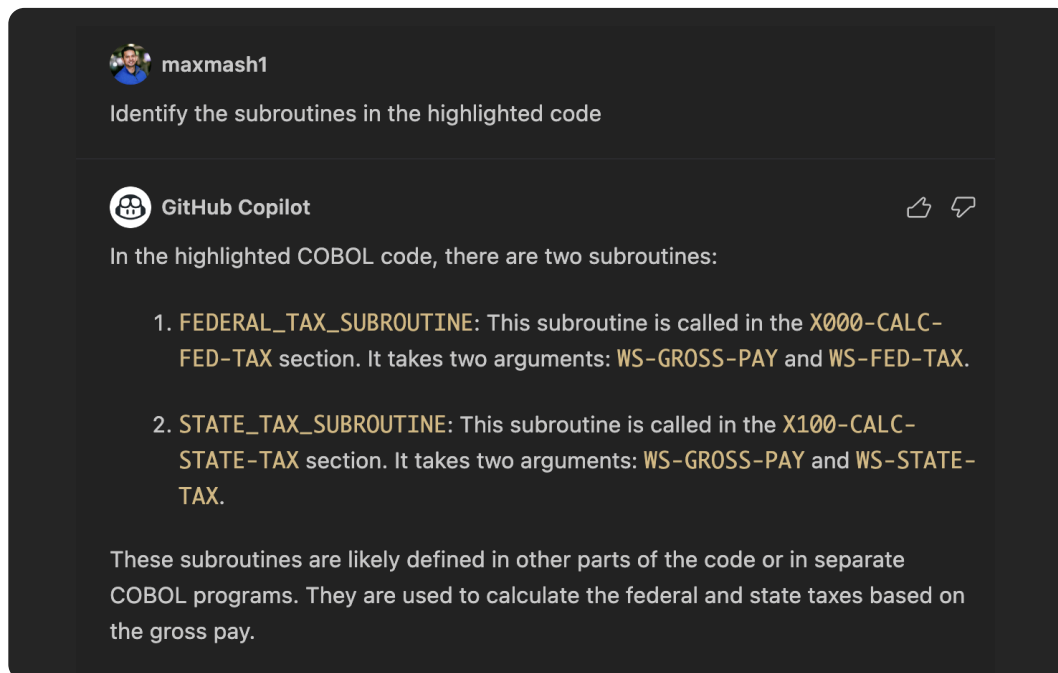 maxmash1
Identify the subroutines in the highlighted code
GitHub Copilot
In the highlighted COBOL code, there are two subroutines:
1. FEDERAL_TAX_SUBROUTINE: This subroutine is called in the X000-CALC-
FED-TAX section. It takes two arguments: WS-GROSS-PAY and WS-FED-TAX.
2. STATE_TAX_SUBROUTINE: This subroutine is called in the X100-CALC-
STATE-TAX section. It takes two arguments: WS-GROSS-PAY and WS-STATE-
TAX.
These subroutines are likely defined in other parts of the code or in separate
COBOL programs. They are used to calculate the federal and state taxes based on
the gross pay.